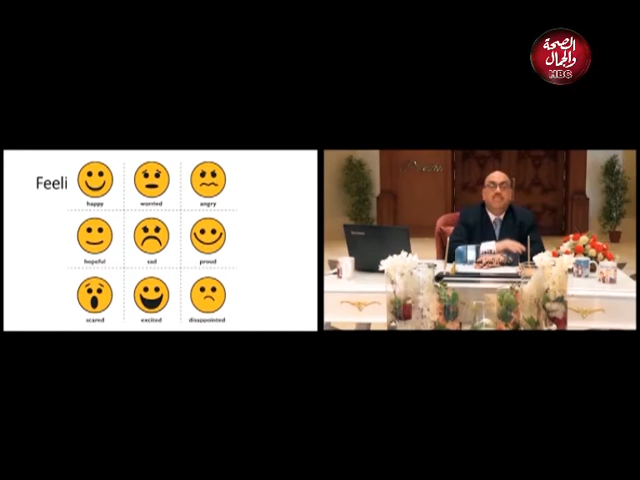 الصحة
والجمال
HBC
Feeli
happy
worried
angry
hopeful
sad
proud
scared
excited
disappointed